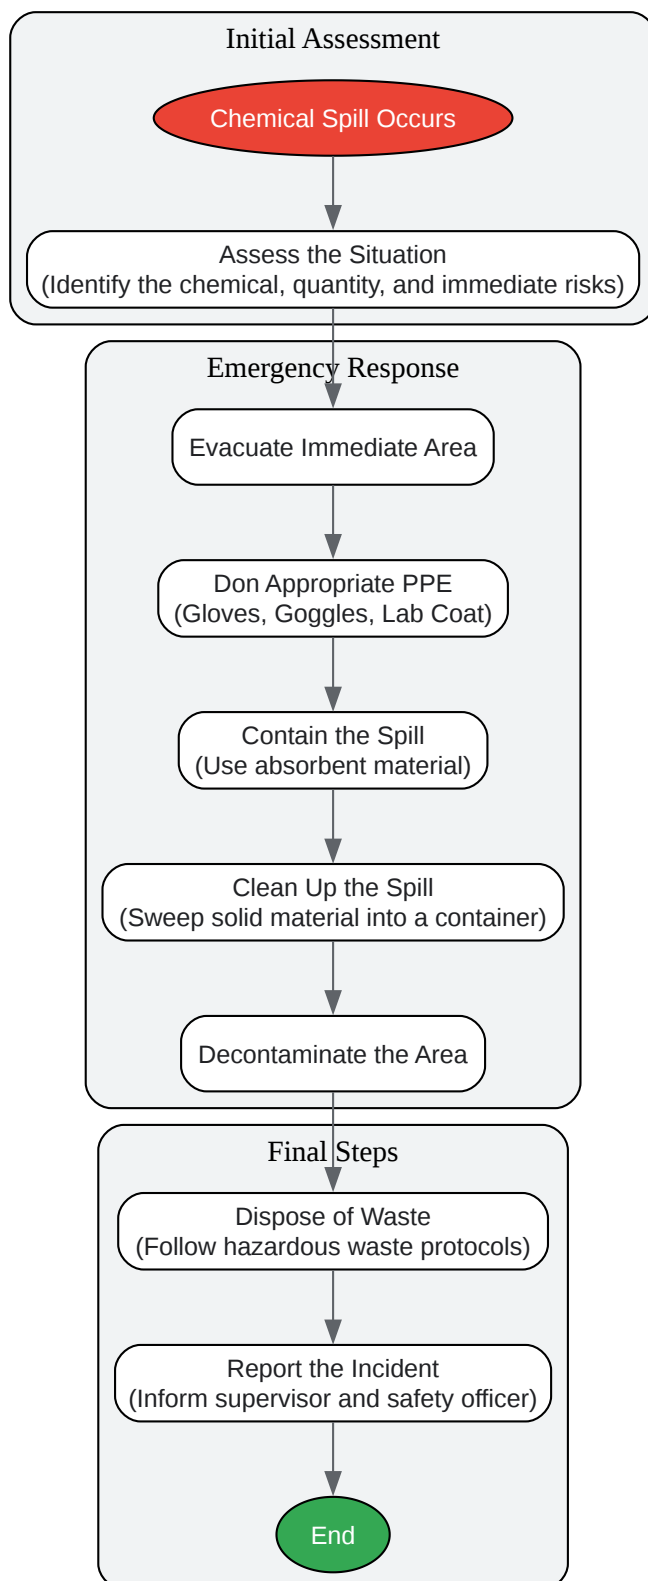 Initial Assessment
Chemical Spill Occurs
Assess the Situation
(Identify the chemical, quantity, and immediate risks)
Emergency Response
Evacuate Immediate Area
Don Appropriate PPE
(Gloves, Goggles, Lab Coat)
Contain the Spill
(Use absorbent material)
Clean Up the Spill
(Sweep solid material into a container)
Decontaminate the Area
Final Steps
Dispose of Waste
(Follow hazardous waste protocols)
Report the Incident
(Inform supervisor and safety officer)
End